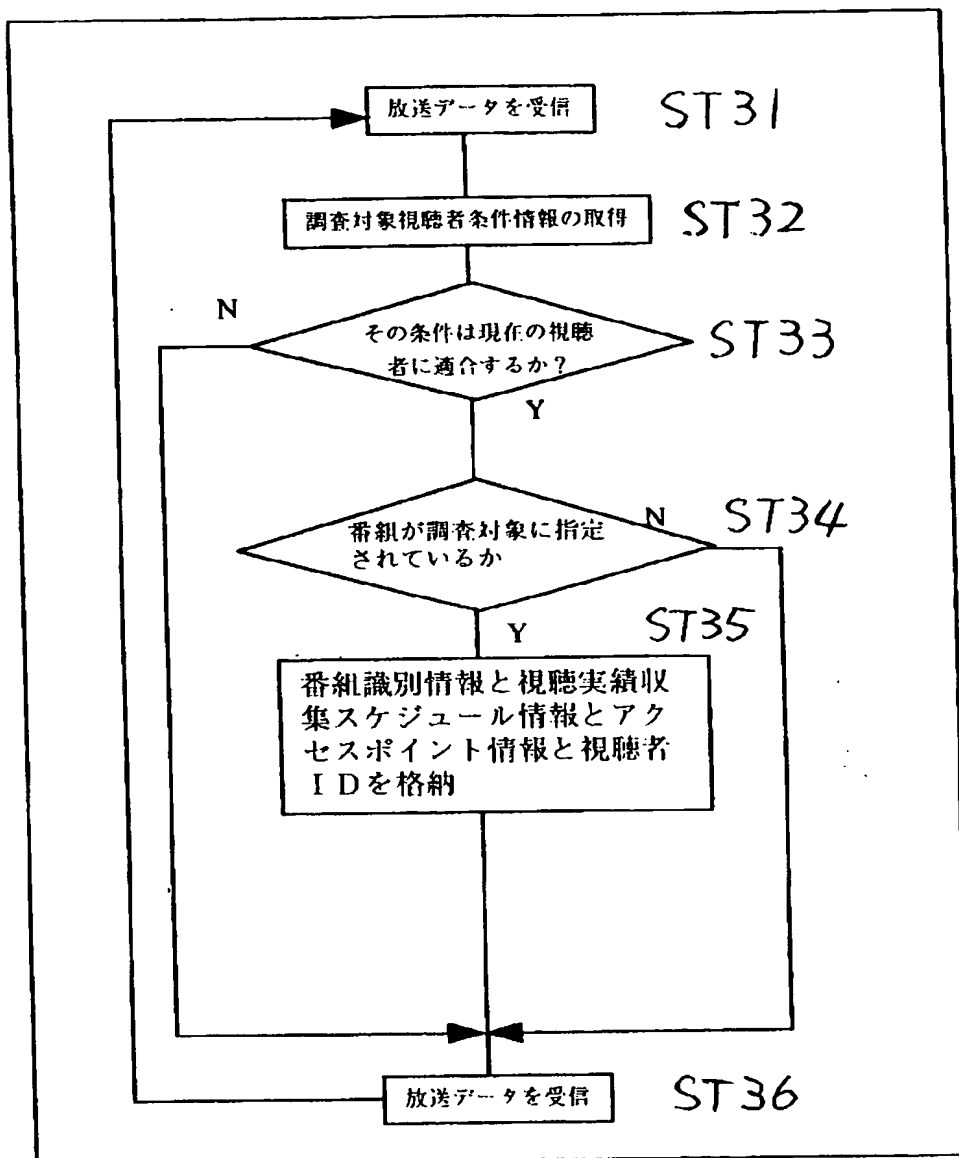 放送データを受信
ST31
調査対象視聴者条件情報の取得
ST32
N
その条件は現在の視聴
者に適合するか？
ST33
Y
番組が調査対象に指定
されているか
N
ST34
Y
ST35
番組識別情報と視聴実績収
集スケジュール情報とアク
セスポイント情報と視聴者
ＩＤを格納
放送データを受信
ST36